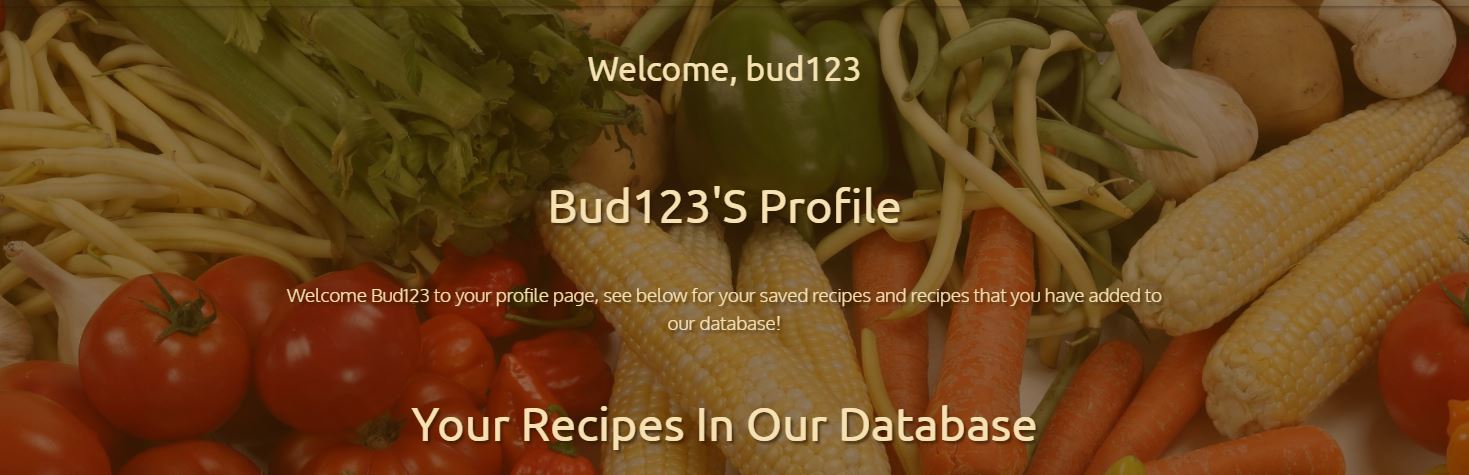 Welcome, bud123
Bud123'S Profile
Welcome Bud123 to your profile page, see below for your saved recipes and recipes that you have added to
our database!
Your Recipes In Our Database